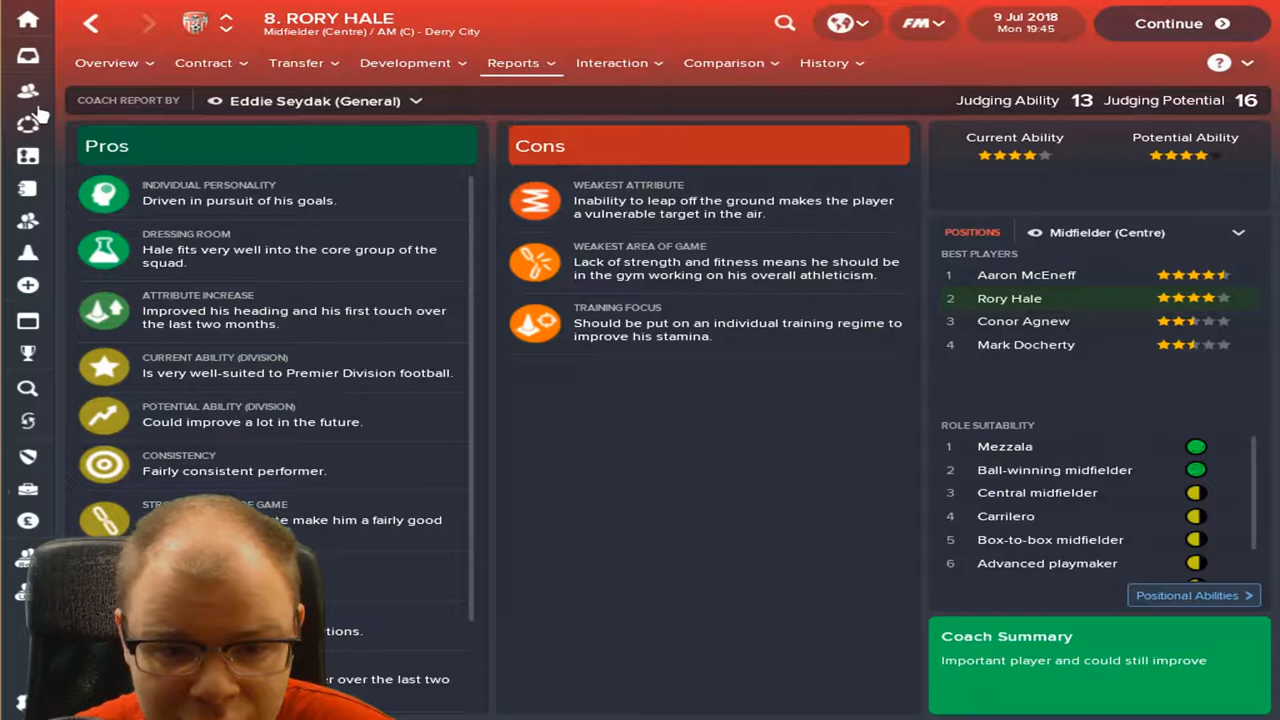 8. RORY HALE
Midfielder (Centre) / AM (C) - Derry City
FM
9 Jul 2018
Mon 19:45
Continue
Overview
Contract
Transfer
Development
Reports
Interaction
Comparison
History
?
COACH REPORT BY
Eddie Seydak (General)
Judging Ability 13 Judging Potential 16
Pros
INDIVIDUAL PERSONALITY
Driven in pursuit of his goals.
DRESSING ROOM
Hale fits very well into the core group of the
squad.
ATTRIBUTE INCREASE
Improved his heading and his first touch over
the last two months.
CURRENT ABILITY (DIVISION)
Is very well-suited to Premier Division football.
POTENTIAL ABILITY (DIVISION)
Could improve a lot in the future.
CONSISTENCY
Fairly consistent performer.
OF GAME
make him a fairly good
over the last two
Cons
WEAKEST ATTRIBUTE
Inability to leap off the ground makes the player
a vulnerable target in the air.
WEAKEST AREA OF GAME
Lack of strength and fitness means he should be
in the gym working on his overall athleticism.
TRAINING FOCUS
Should be put on an individual training regime to
improve his stamina.
Current Ability
Potential Ability
POSITIONS
Midfielder (Centre)
BEST PLAYERS
1 Aaron McEneff
2 Rory Hale
3 Conor Agnew
4 Mark Docherty
ROLE SUITABILITY
1 Mezzala
2 Ball-winning midfielder
3 Central midfielder
4 Carrilero
5 Box-to-box midfielder
6 Advanced playmaker
Positional Abilities >
Coach Summary
Important player and could still improve